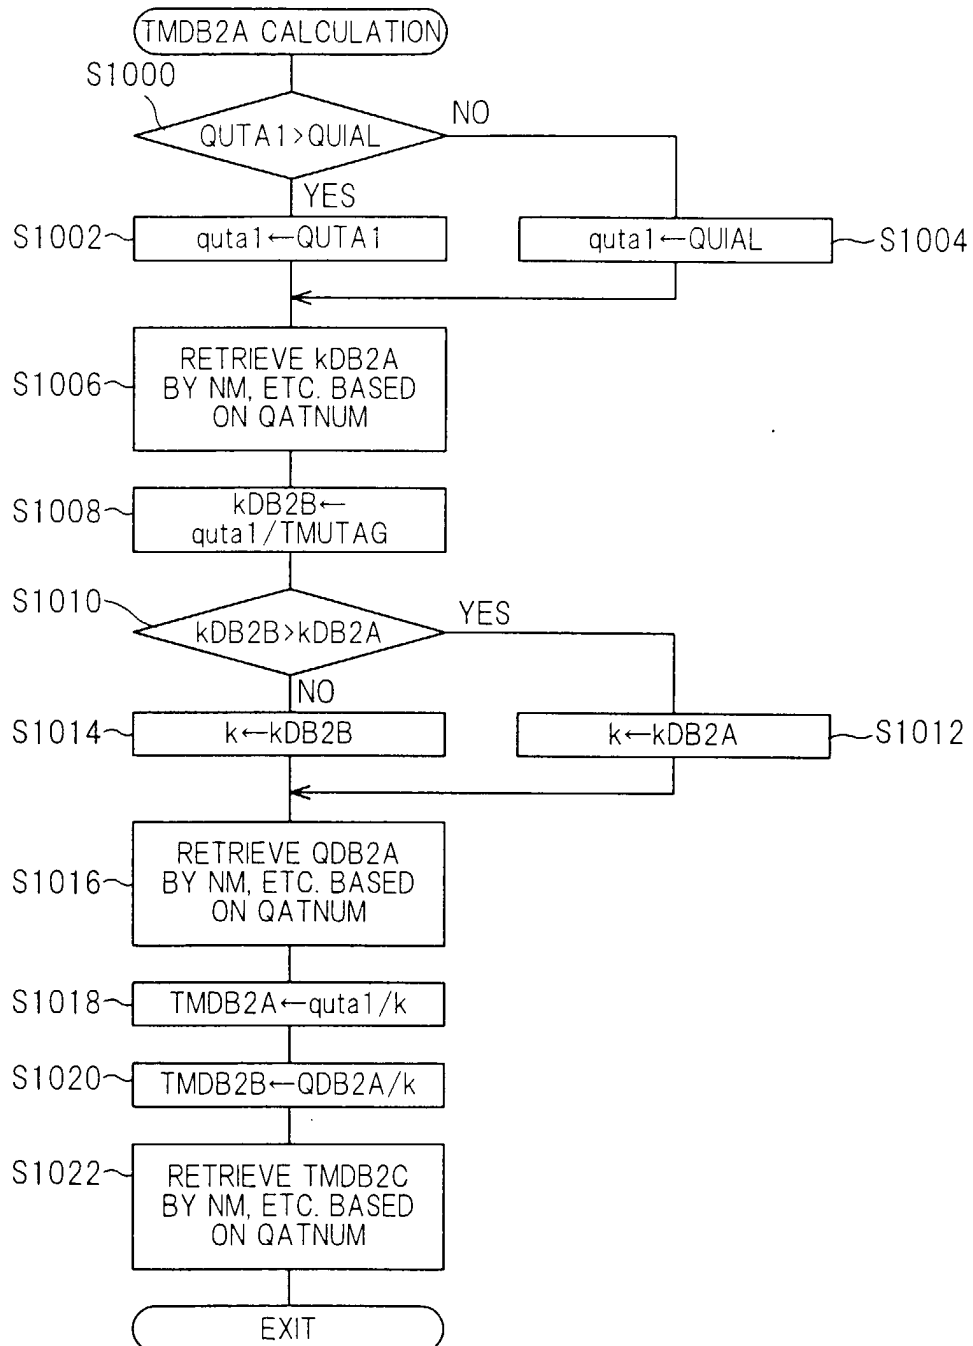 TMDB2A CALCULATION
S1000
QUTA1>QUIAL
NO
YES
S1002
quta1←QUTA1
quta1←QUIAL
S1004
S1006
RETRIEVE kDB2A
BY NM, ETC. BASED
ON QATNUM
S1008
kDB2B←
quta1/TMUTAG
S1010
kDB2B>kDB2A
YES
NO
S1014
k←kDB2B
k←kDB2A
S1012
S1016
RETRIEVE QDB2A
BY NM, ETC. BASED
ON QATNUM
S1018
TMDB2A←quta1/k
S1020
TMDB2B←QDB2A/k
S1022
RETRIEVE TMDB2C
BY NM, ETC. BASED
ON QATNUM
EXIT